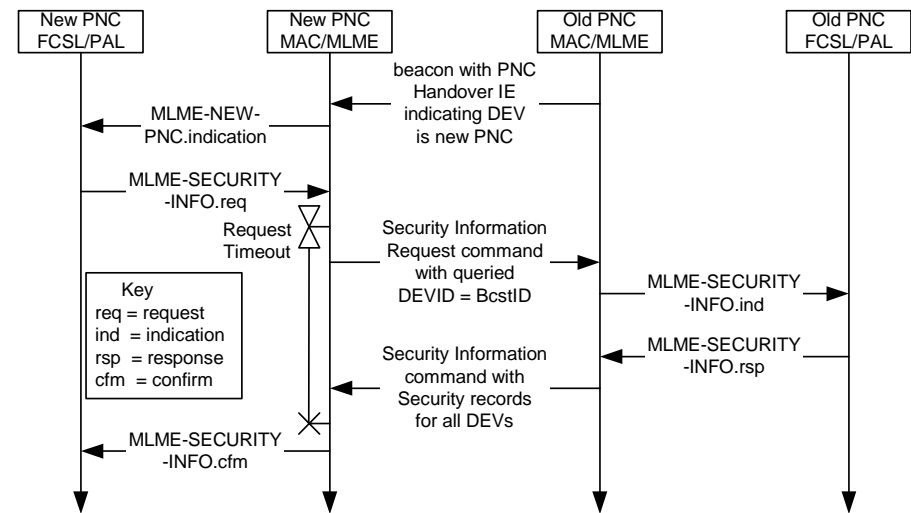 New PNC
FCSL/PAL
New PNC
MAC/MLME
Old PNC
MAC/MLME
Old PNC
FCSL/PAL
beacon with PNC
Handover IE
indicating DEV
is new PNC
MLME-NEW-
PNC.indication
MLME-SECURITY
-INFO.req
Request
Timeout
Security Information
Request command
with queried
DEVID = BcstID
MLME-SECURITY
-INFO.ind
Key
req = request
ind = indication
rsp = response
cfm = confirm
MLME-SECURITY
-INFO.rsp
Security Information
command with
Security records
for all DEVs
MLME-SECURITY
-INFO.cfm